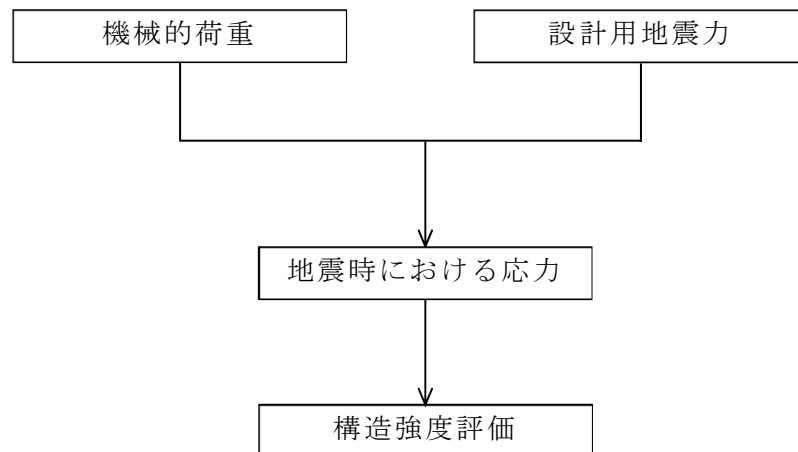 機械的荷重
設計用地震力
地震時における応力
構造強度評価